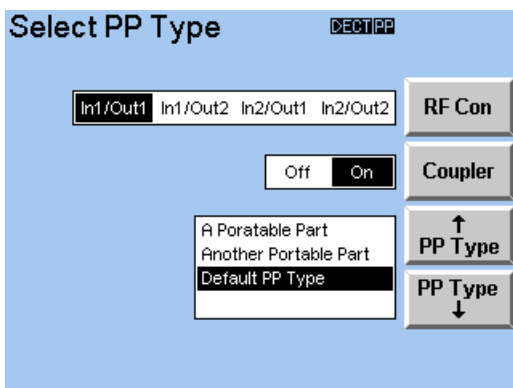 Select PP Type DECT PP
In1/Out1 In1/Out2 In2/Out1 In2/Out2 RF Con
Off On Coupler
↑
PP Type
A Poratable Part
Another Portable Part
Default PP Type
PP Type
↓